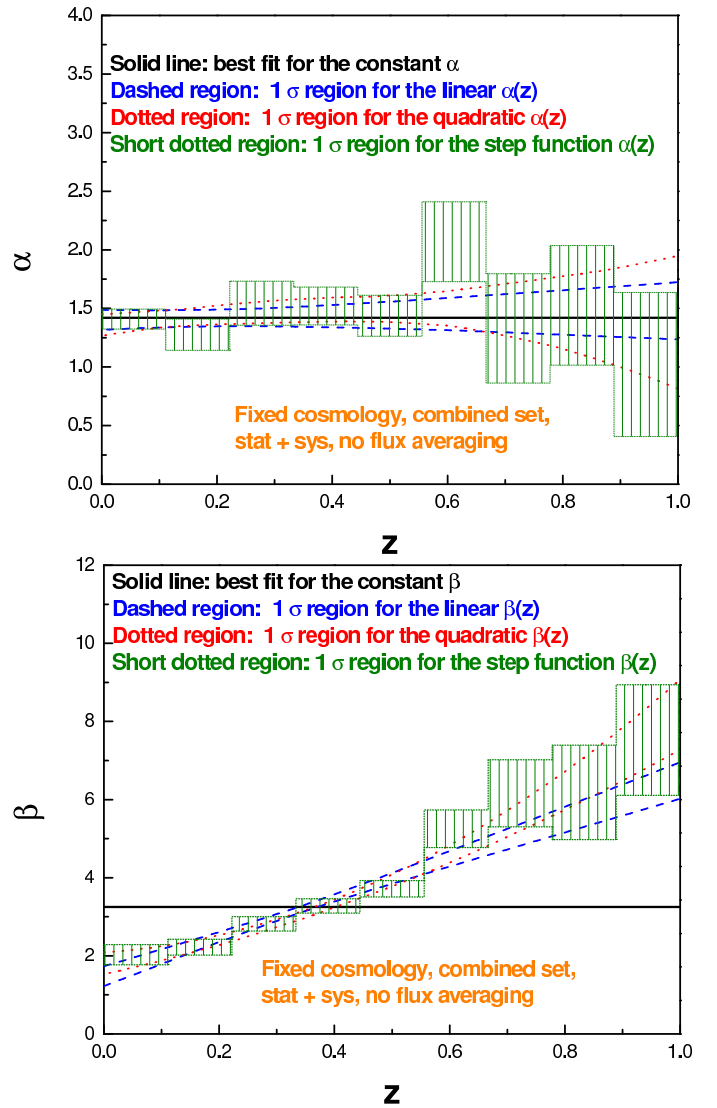 4.0
Solid line: best fit for the constant α
3.5
Dashed region: 1 σ region for the linear α(z)
Dotted region: 1 σ region for the quadratic α(z)
3.0
Short dotted region: 1 σ region for the step function α(z)
2.5
2.0
α
1.5
1.0
Fixed cosmology, combined set,
stat + sys, no flux averaging
0.5
0.0
0.0 0.2 0.4 0.6 0.8 1.0
z
12
Solid line: best fit for the constant β
Dashed region: 1 σ region for the linear β(z)
10
Dotted region: 1 σ region for the quadratic β(z)
Short dotted region: 1 σ region for the step function β(z)
8
6
β
4
2
Fixed cosmology, combined set,
stat + sys, no flux averaging
0
0.0 0.2 0.4 0.6 0.8 1.0
z